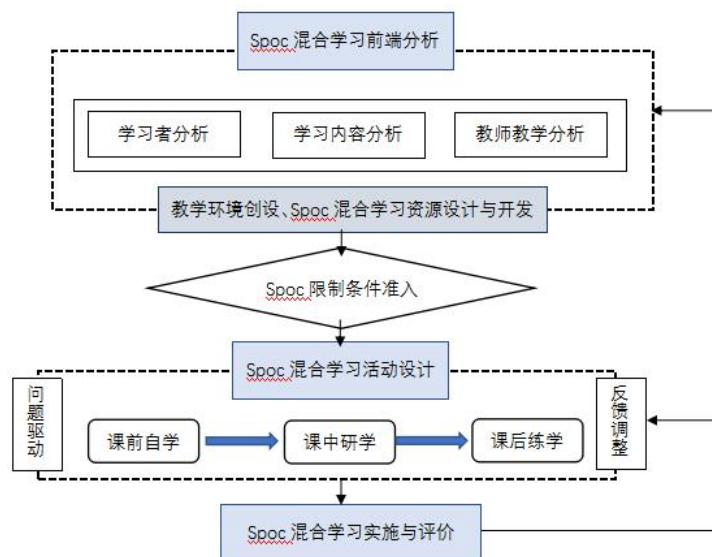 Spoc 混合学习前端分析
学习者分析
学习内容分析
教师教学分析
教学环境创设、Spoc 混合学习资源设计与开发
Spoc 限制条件准入
Spoc 混合学习活动设计
问题驱动
课前自学
课中研学
课后练学
反馈调整
Spoc 混合学习实施与评价